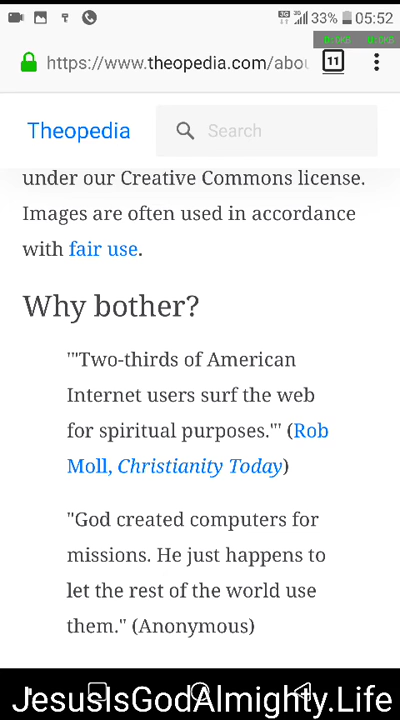 33% 05:52
https://www.theopedia.com/abou
11
Theopedia
Search
under our Creative Commons license.
Images are often used in accordance
with fair use.
Why bother?
'"Two-thirds of American
Internet users surf the web
for spiritual purposes."' (Rob
Moll, Christianity Today)
"God created computers for
missions. He just happens to
let the rest of the world use
them." (Anonymous)
JesusIsGodAlmighty.Life